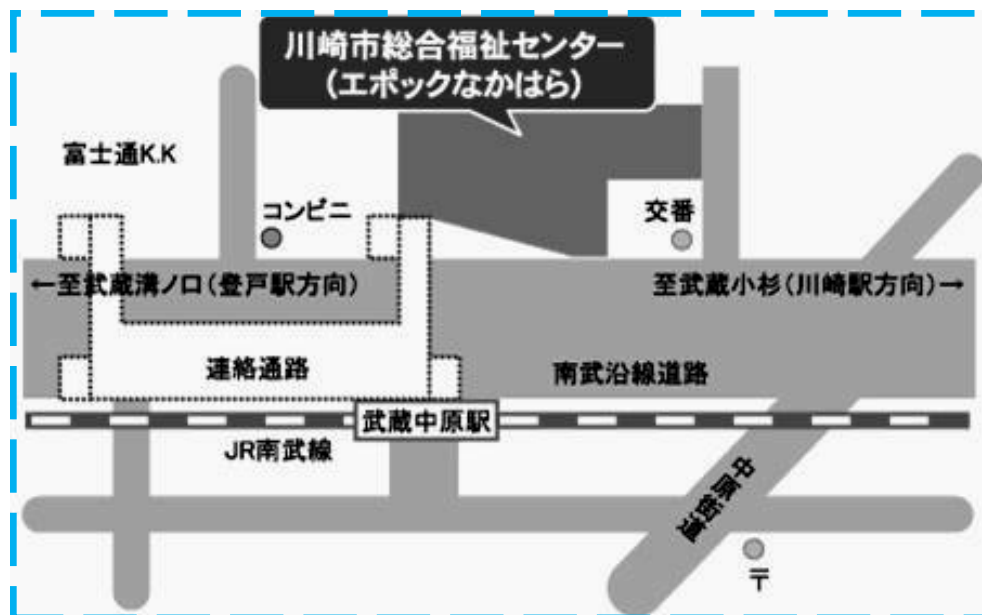 川崎市総合福祉センター
(エポックなかはら)
富士通K.K
コンビニ
交番
←至武蔵溝ノ口(登戸駅方向)
至武蔵小杉(川崎駅方向)→
連絡通路
南武沿線道路
武蔵中原駅
JR南武線
中原街道
〒